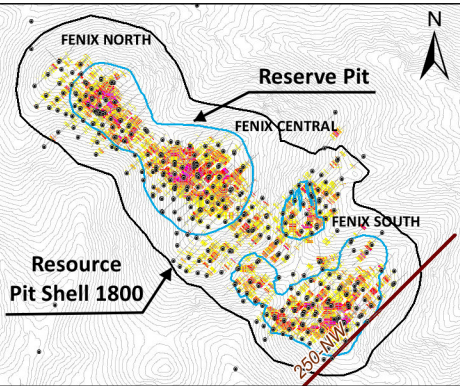 N
FENIX NORTH
Reserve Pit
FENIX CENTRAL
FENIX SOUTH
Resource
Pit Shell 1800
250-NW